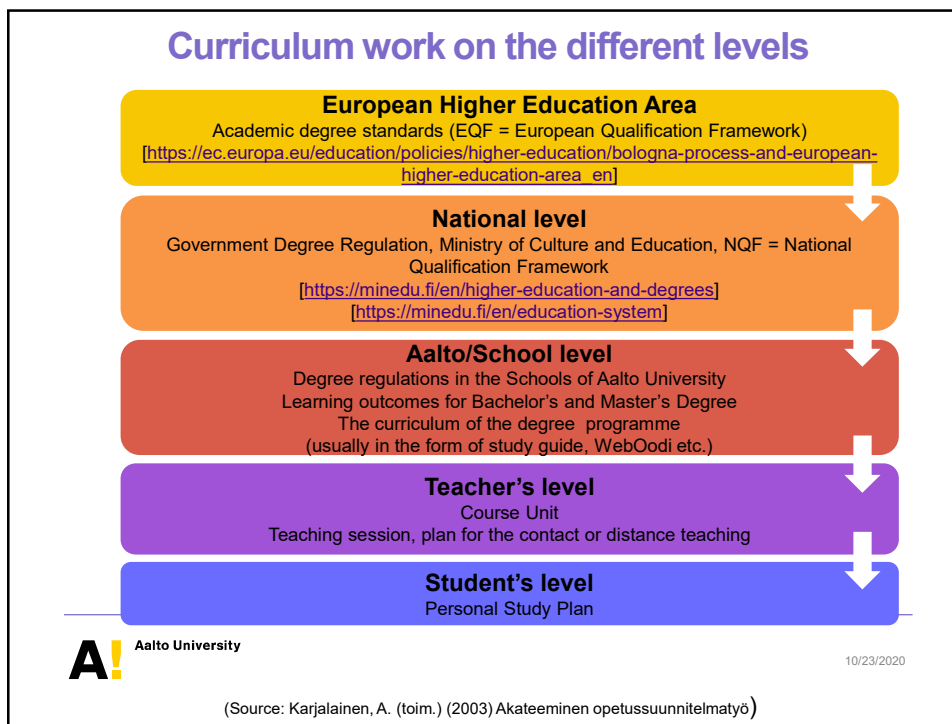 Curriculum work on the different levels
European Higher Education Area
Academic degree standards (EQF = European Qualification Framework)
[https://ec.europa.eu/education/policies/higher-education/bologna-process-and-european-
higher-education-area_en]
National level
Government Degree Regulation, Ministry of Culture and Education, NQF = National
Qualification Framework
[https://minedu.fi/en/higher-education-and-degrees]
[https://minedu.fi/en/education-system]
Aalto/School level
Degree regulations in the Schools of Aalto University
Learning outcomes for Bachelor's and Master's Degree
The curriculum of the degree  programme
(usually in the form of study guide, WebOodi etc.)
Teacher's level
Course Unit
Teaching session, plan for the contact or distance teaching
Student's level
Personal Study Plan
A!
Aalto University
10/23/2020
(Source: Karjalainen, A. (toim.) (2003) Akateeminen opetussuunnitelmatyö)